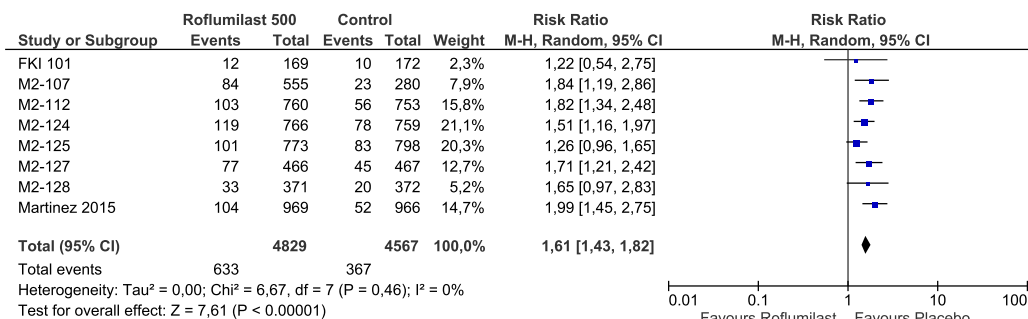 Roflumilast 500 Control Risk Ratio Risk Ratio
Study or Subgroup Events Total Events Total Weight M-H, Random, 95% CI M-H, Random, 95% CI
FKI 101 12 169 10 172 2,3% 1,22 [0,54, 2,75]
M2-107 84 555 23 280 7,9% 1,84 [1,19, 2,86]
M2-112 103 760 56 753 15,8% 1,82 [1,34, 2,48]
M2-124 119 766 78 759 21,1% 1,51 [1,16, 1,97]
M2-125 101 773 83 798 20,3% 1,26 [0,96, 1,65]
M2-127 77 466 45 467 12,7% 1,71 [1,21, 2,42]
M2-128 33 371 20 372 5,2% 1,65 [0,97, 2,83]
Martinez 2015 104 969 52 966 14,7% 1,99 [1,45, 2,75]
Total (95% CI) 4829 4567 100,0% 1,61 [1,43, 1,82]
Total events 633 367
Heterogeneity: Tau² = 0,00; Chi² = 6,67, df = 7 (P = 0,46); I² = 0%
Test for overall effect: Z = 7,61 (P < 0.00001)
0.01 0.1 1 10 100
Favours Roflumilast Favours Placebo